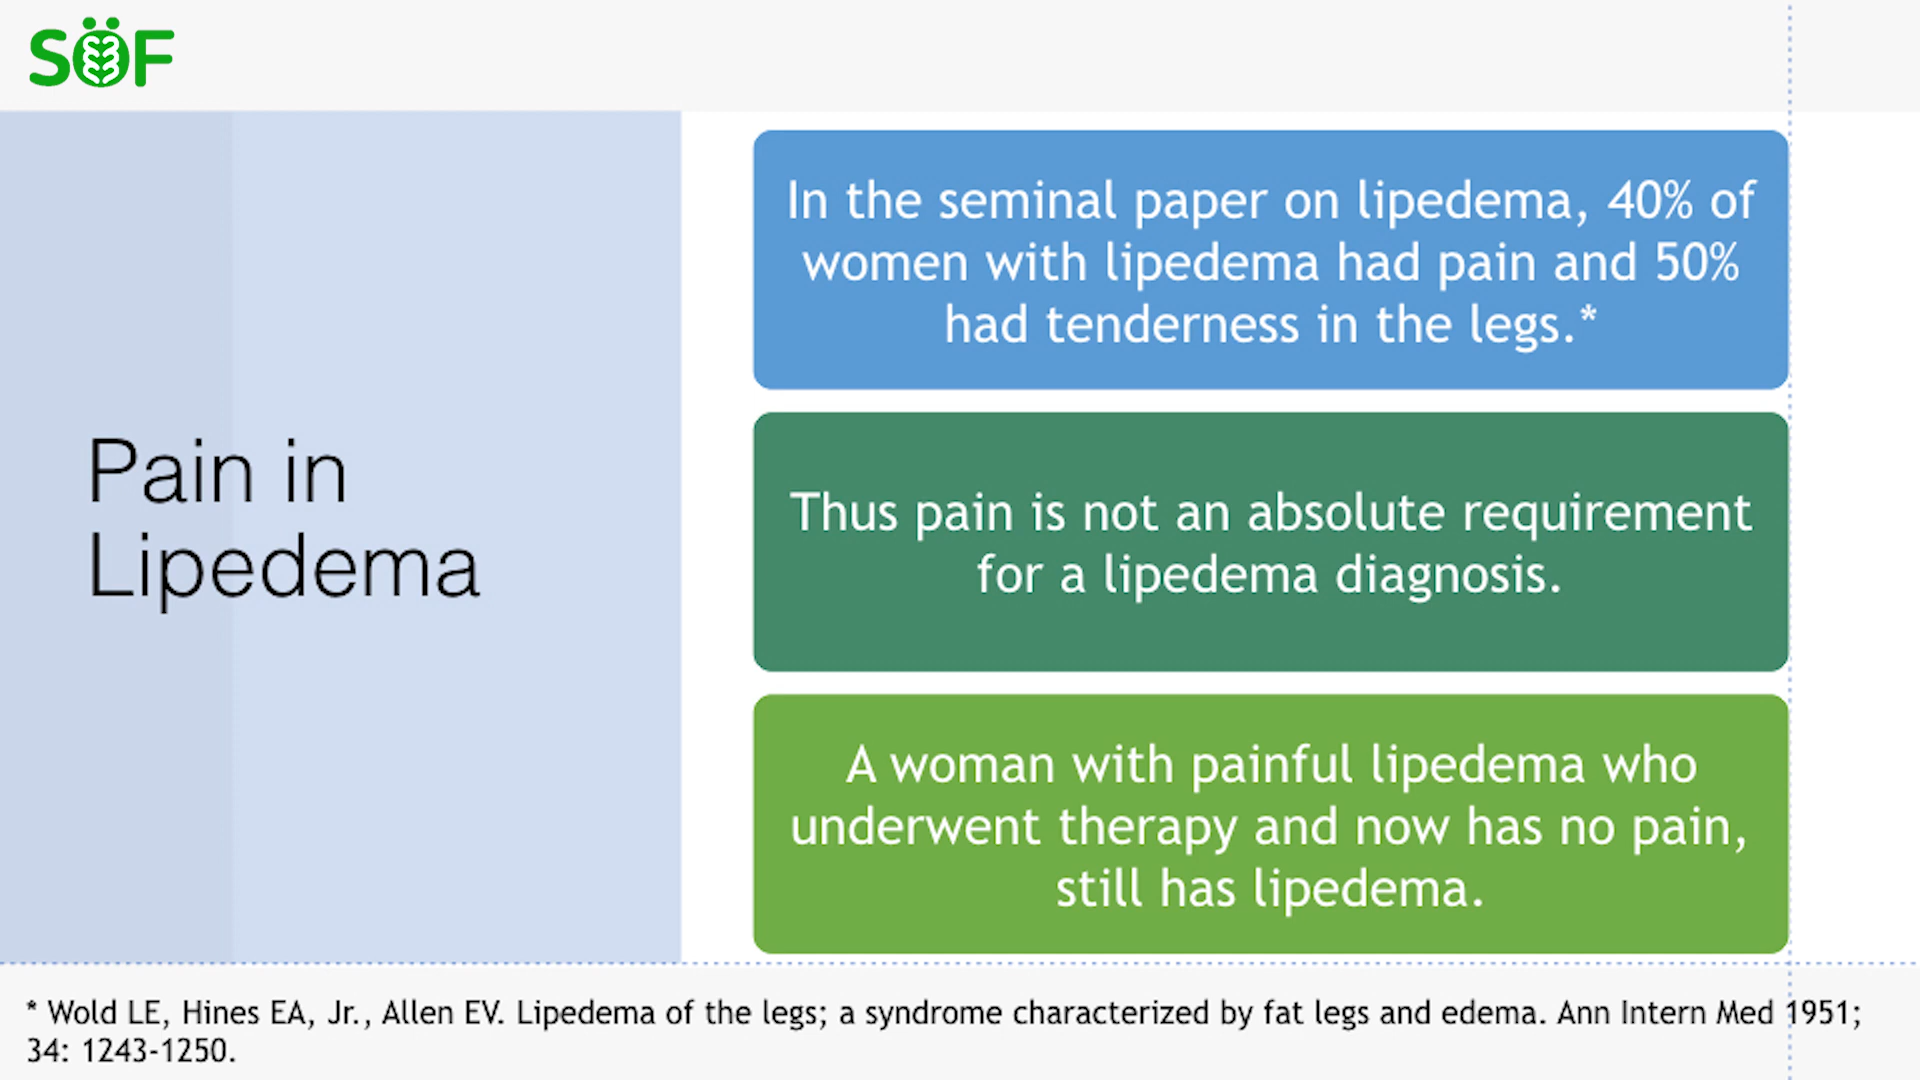 SÖF
Pain in
Lipedema
In the seminal paper on lipedema, 40% of
women with lipedema had pain and 50%
had tenderness in the legs.*
Thus pain is not an absolute requirement
for a lipedema diagnosis.
A woman with painful lipedema who
underwent therapy and now has no pain,
still has lipedema.
* Wold LE, Hines EA, Jr., Allen EV. Lipedema of the legs; a syndrome characterized by fat legs and edema. Ann Intern Med 1951;
34: 1243-1250.